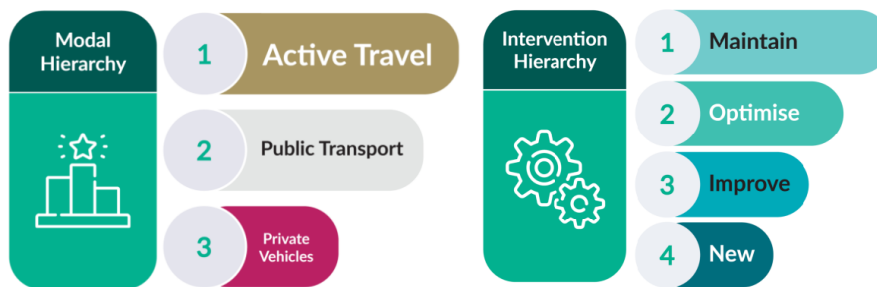 Modal
Hierarchy
1
Active Travel
2
Public Transport
3
Private
Vehicles
Intervention
Hierarchy
1
Maintain
2
Optimise
3
Improve
4
New